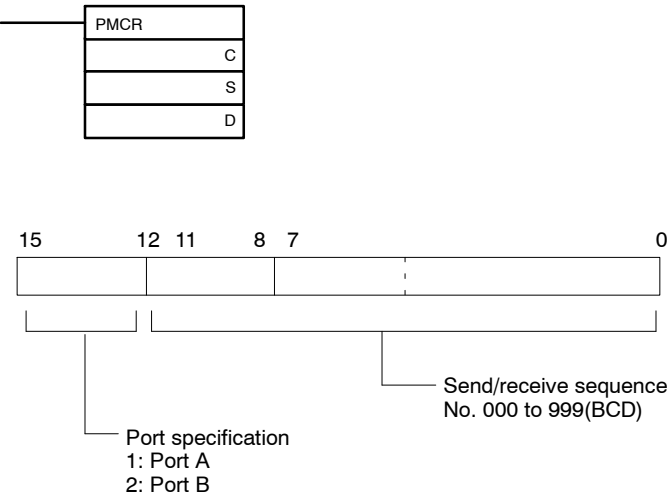 PMCR
C
S
D
15 12 11 8 7 0
Send/receive sequence
No. 000 to 999(BCD)
Port specification
1: Port A
2: Port B